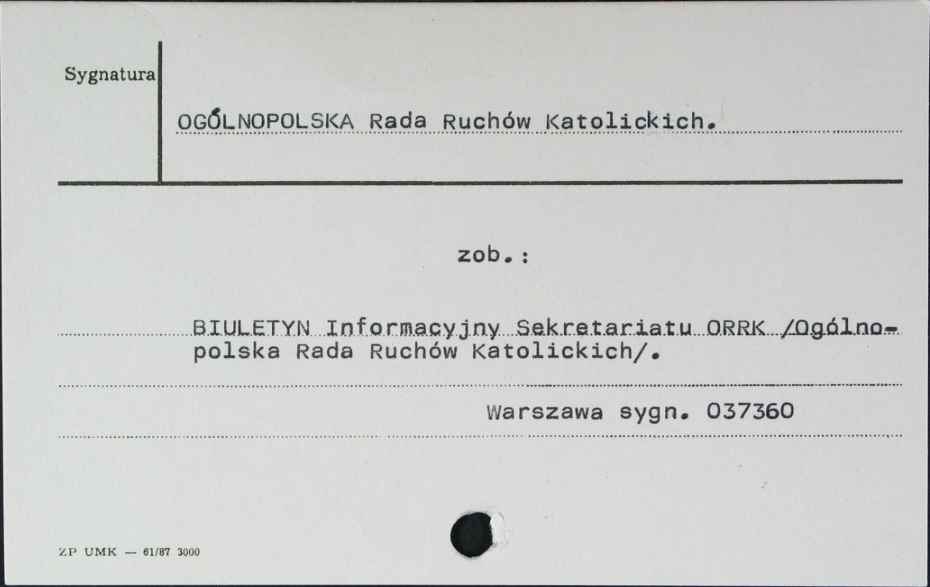 Sygnatura
OGÓLNOPOLSKA Rada Ruchów Katolickich.
zob.:
BIULETYN Informacyjny Sekretariatu ORRK /Ogólno-
polska Rada Ruchów Katolickich/.
Warszawa sygn. 037360
ZP UMK — 61/87 3000